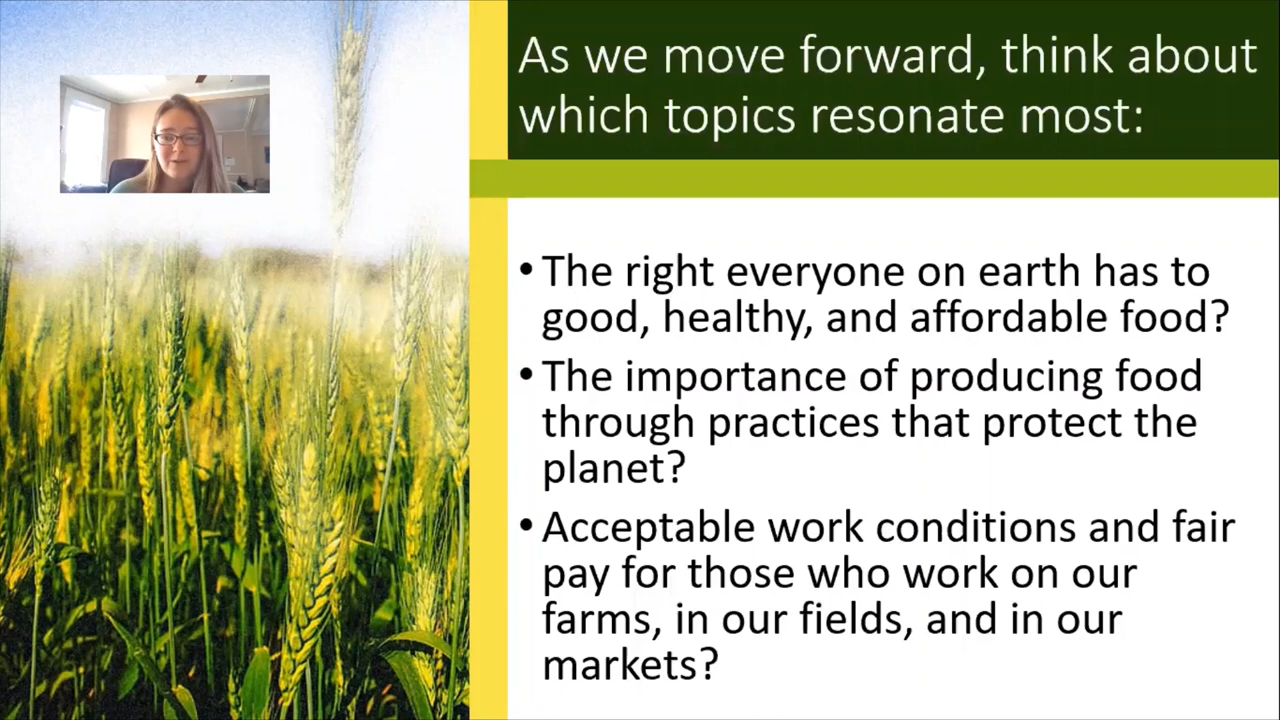 As we move forward, think about
which topics resonate most:
• The right everyone on earth has to
good, healthy, and affordable food?
• The importance of producing food
through practices that protect the
planet?
• Acceptable work conditions and fair
pay for those who work on our
farms, in our fields, and in our
markets?